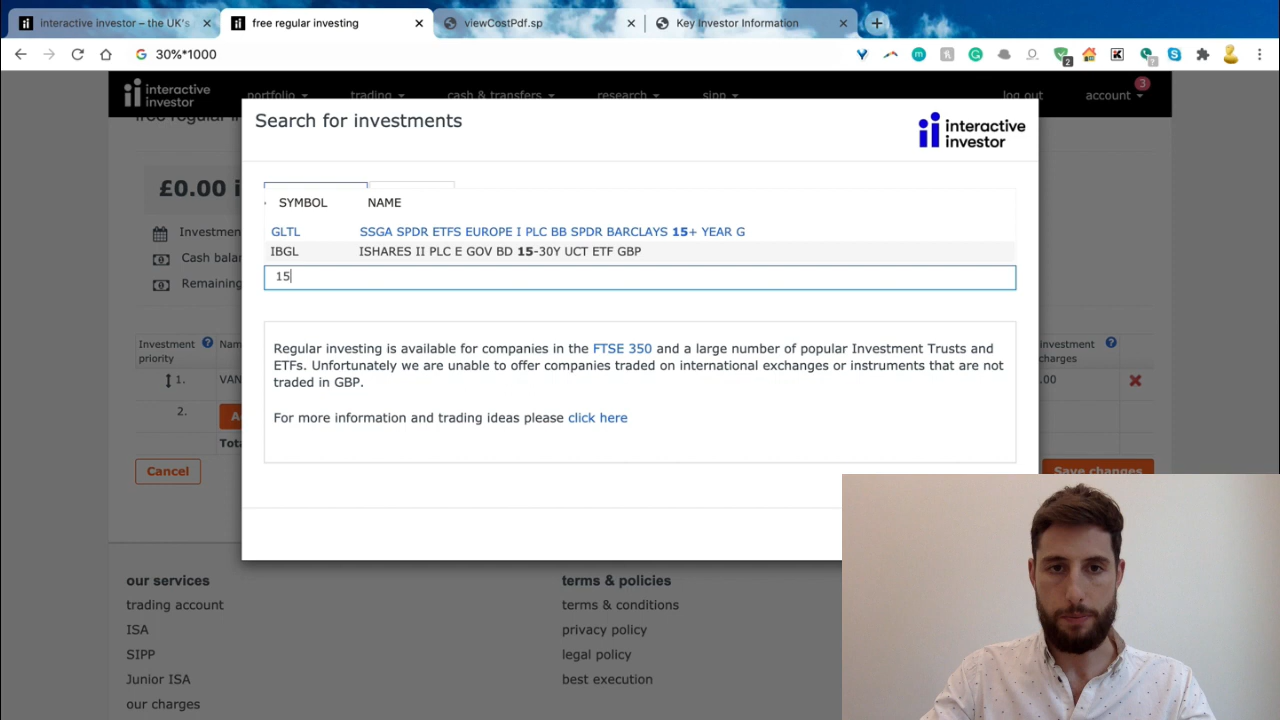 interactive investor – the UK's
free regular investing
viewCostPdf.sp
Key Investor Information
30%*1000
interactive investor
portfolio
trading
cash & transfers
research
sipp
log out
account
3
free regular i
Search for investments
interactive investor
£0.00 i
SYMBOL NAME
GLTL SSGA SPDR ETFS EUROPE I PLC BB SPDR BARCLAYS 15+ YEAR G
IBGL ISHARES II PLC E GOV BD 15-30Y UCT ETF GBP
15
Investmen
Cash bala
Remaining
Regular investing is available for companies in the FTSE 350 and a large number of popular Investment Trusts and
ETFs. Unfortunately we are unable to offer companies traded on international exchanges or instruments that are not
traded in GBP.
For more information and trading ideas please click here
Investment priority
Nam
investment
charges
1. VAN
.00
2. A
Tota
Cancel
Save changes
our services
trading account
ISA
SIPP
Junior ISA
our charges
terms & policies
terms & conditions
privacy policy
legal policy
best execution